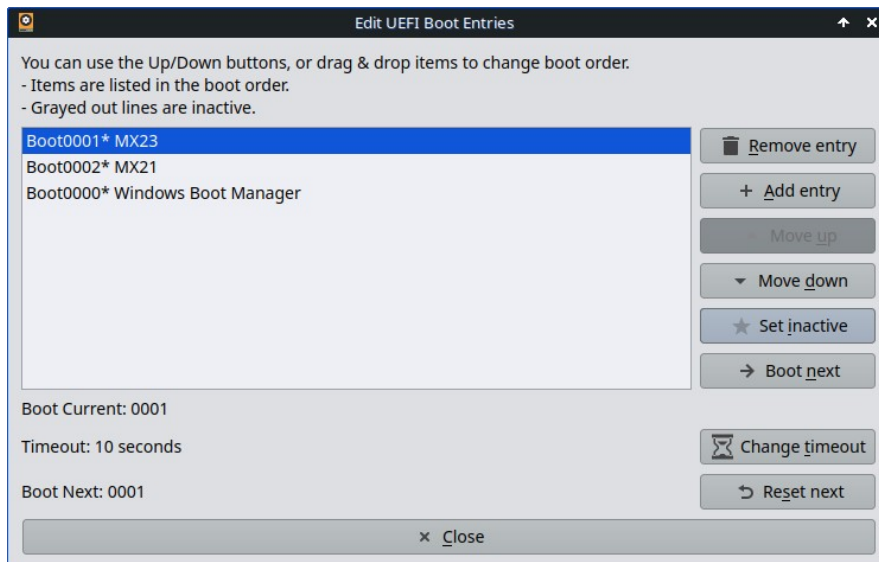 Edit UEFI Boot Entries
You can use the Up/Down buttons, or drag & drop items to change boot order.
- Items are listed in the boot order.
- Grayed out lines are inactive.
Boot0001* MX23
Boot0002* MX21
Boot0000* Windows Boot Manager
Remove entry
+ Add entry
Move up
Move down
Set inactive
Boot next
Boot Current: 0001
Timeout: 10 seconds
Change timeout
Boot Next: 0001
Reset next
Close